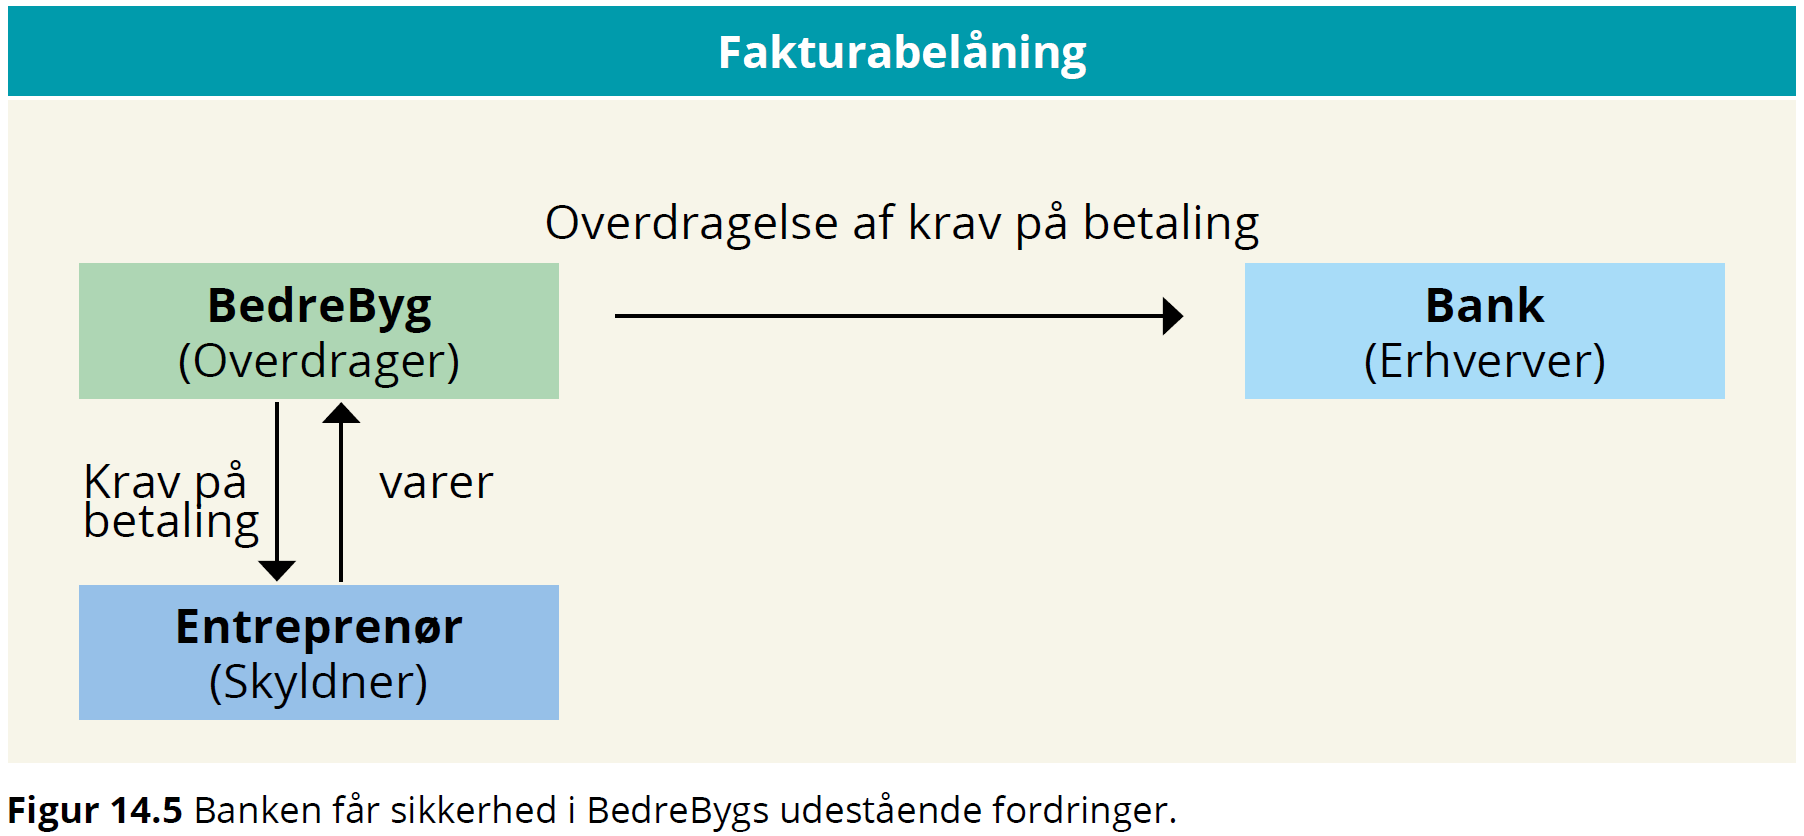 Fakturabelåning
Overdragelse af krav på betaling
BedreByg
(Overdrager)
Bank
(Erhverver)
Krav på
betaling
varer
Entreprenør
(Skyldner)
Figur 14.5 Banken får sikkerhed i BedreBygs udestående fordringer.